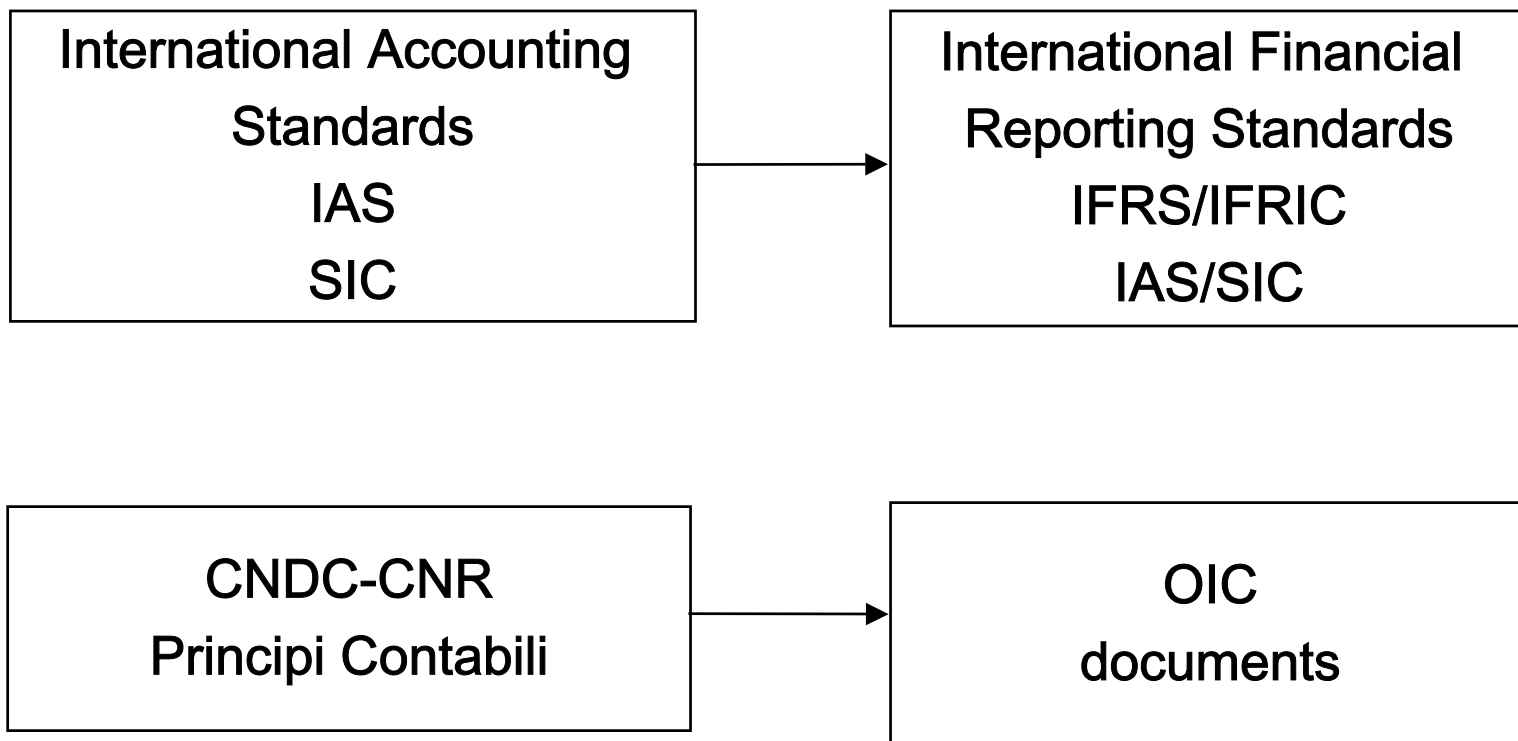 International Accounting
Standards
IAS
SIC
International Financial
Reporting Standards
IFRS/IFRIC
IAS/SIC
CNDC-CNR
Principi Contabili
OIC
documents